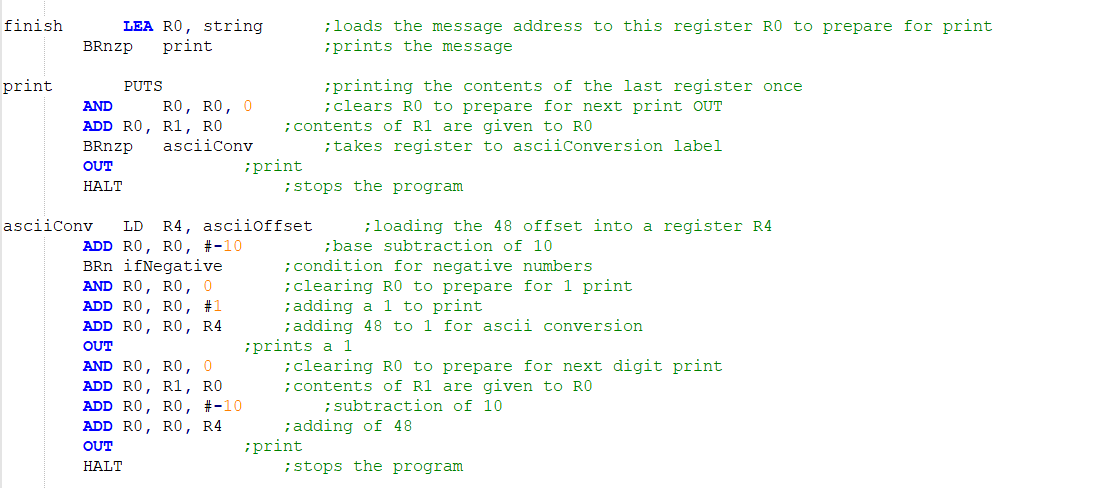 finish LEA R0, string ;loads the message address to this register R0 to prepare for print
BRnzp print ;prints the message
print PUTS ;printing the contents of the last register once
AND R0, R0, 0 ;clears R0 to prepare for next print OUT
ADD R0, R1, R0 ;contents of R1 are given to R0
BRnzp asciiConv ;takes register to asciiConversion label
OUT ;print
HALT ;stops the program
asciiConv LD R4, asciiOffset ;loading the 48 offset into a register R4
ADD R0, R0, #-10 ;base subtraction of 10
BRn ifNegative ;condition for negative numbers
AND R0, R0, 0 ;clearing R0 to prepare for 1 print
ADD R0, R0, #1 ;adding a 1 to print
ADD R0, R0, R4 ;adding 48 to 1 for ascii conversion
OUT ;prints a 1
AND R0, R0, 0 ;clearing R0 to prepare for next digit print
ADD R0, R1, R0 ;contents of R1 are given to R0
ADD R0, R0, #-10 ;subtraction of 10
ADD R0, R0, R4 ;adding of 48
OUT ;print
HALT ;stops the program